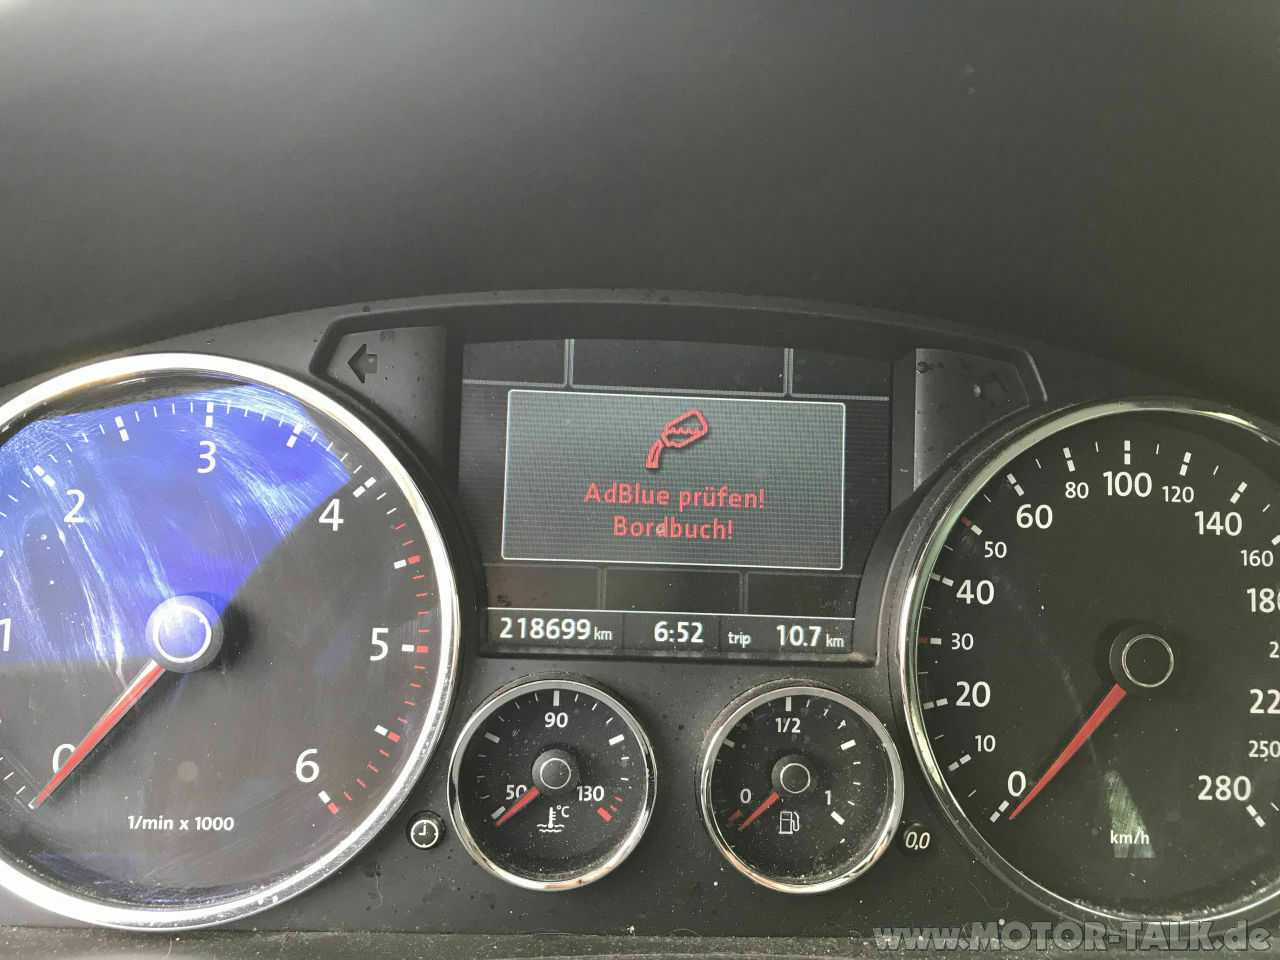 AdBlue prüfen!
Bordbuch!
218699 km 6:52 trip 10.7 km
0 1 2 3 4 5 6
1/min x 1000
50 90 130
°C
0 1/2 1
0,0
0 10 20 30 40 50 60 80 100 120 140 160 180 22 250 280
km/h
www.MOTOR-TALK.de